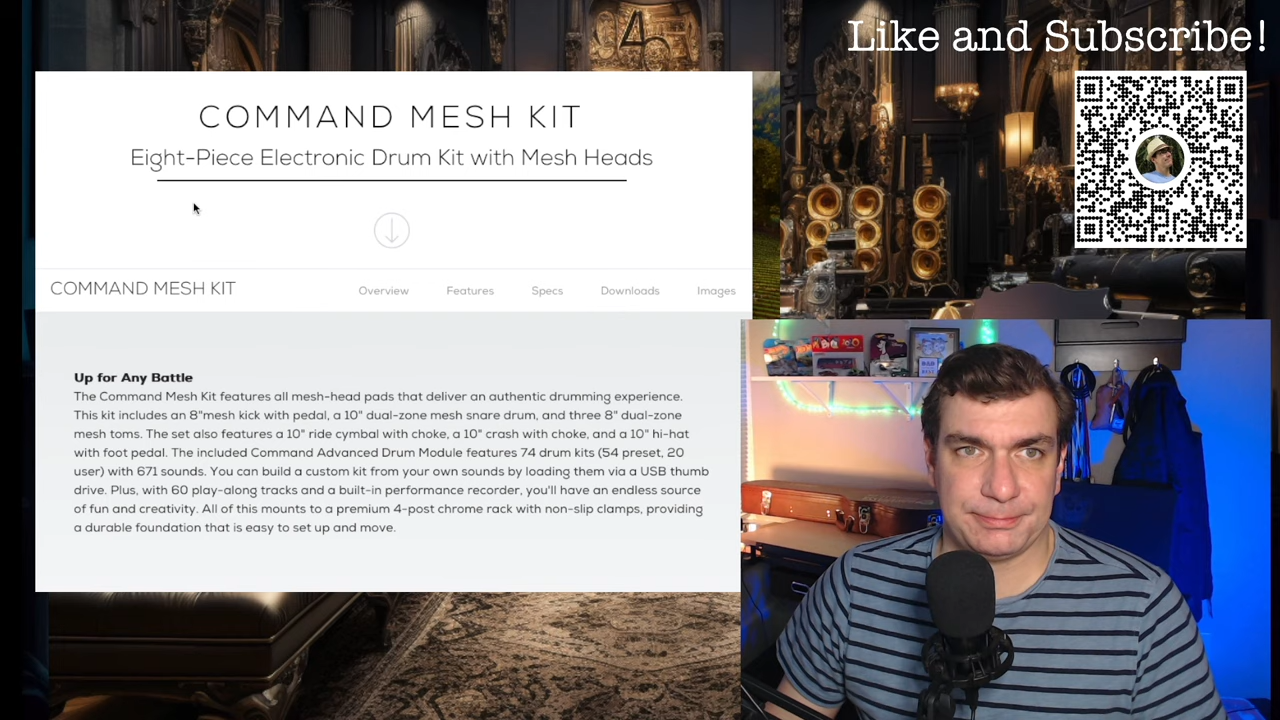 Like and Subscribe!
COMMAND MESH KIT
Eight-Piece Electronic Drum Kit with Mesh Heads
COMMAND MESH KIT
Overview
Features
Specs
Downloads
Images
Up for Any Battle
The Command Mesh Kit features all mesh-head pads that deliver an authentic drumming experience.
This kit includes an 8"mesh kick with pedal, a 10" dual-zone mesh snare drum, and three 8" dual-zone
mesh toms. The set also features a 10" ride cymbal with choke, a 10" crash with choke, and a 10" hi-hat
with foot pedal. The included Command Advanced Drum Module features 74 drum kits (54 preset, 20
user) with 671 sounds. You can build a custom kit from your own sounds by loading them via a USB thumb
drive. Plus, with 60 play-along tracks and a built-in performance recorder, you'll have an endless source
of fun and creativity. All of this mounts to a premium 4-post chrome rack with non-slip clamps, providing
a durable foundation that is easy to set up and move.